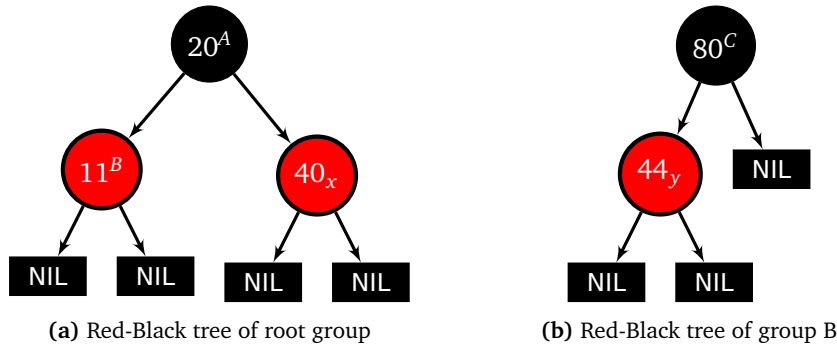 20^A 80^C
11^B 40_x 44_y NIL
NIL NIL NIL NIL NIL NIL
(a) Red-Black tree of root group (b) Red-Black tree of group B